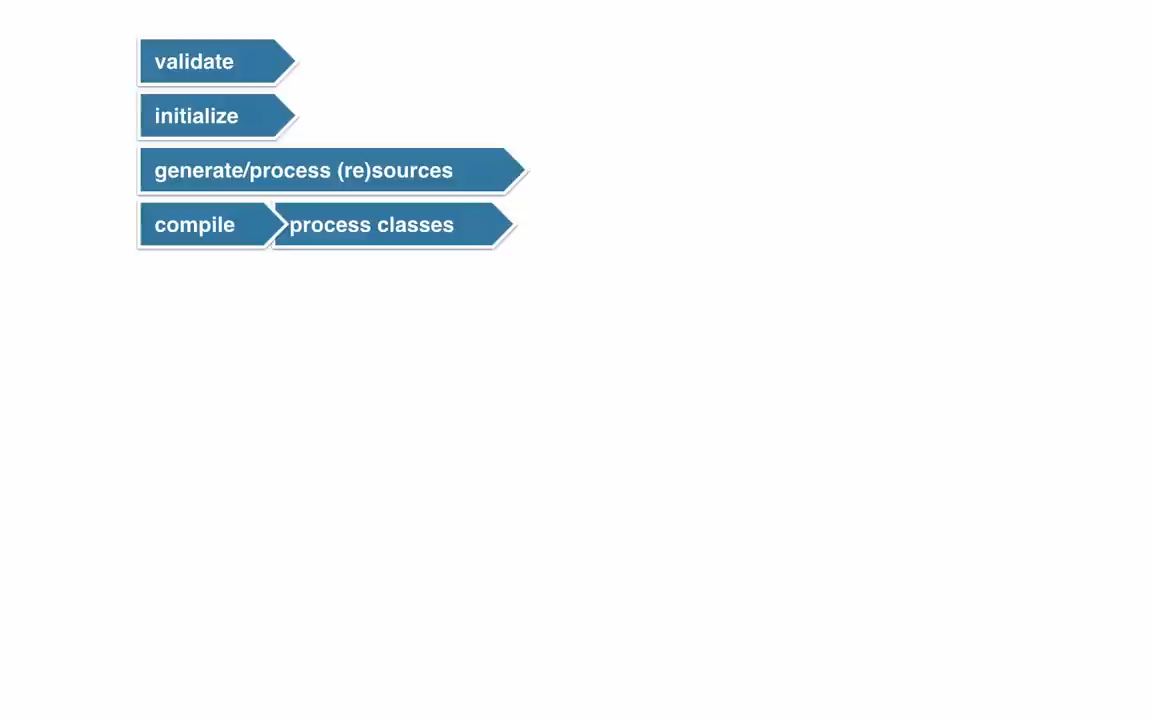 validate
initialize
generate/process (re)sources
compile process classes